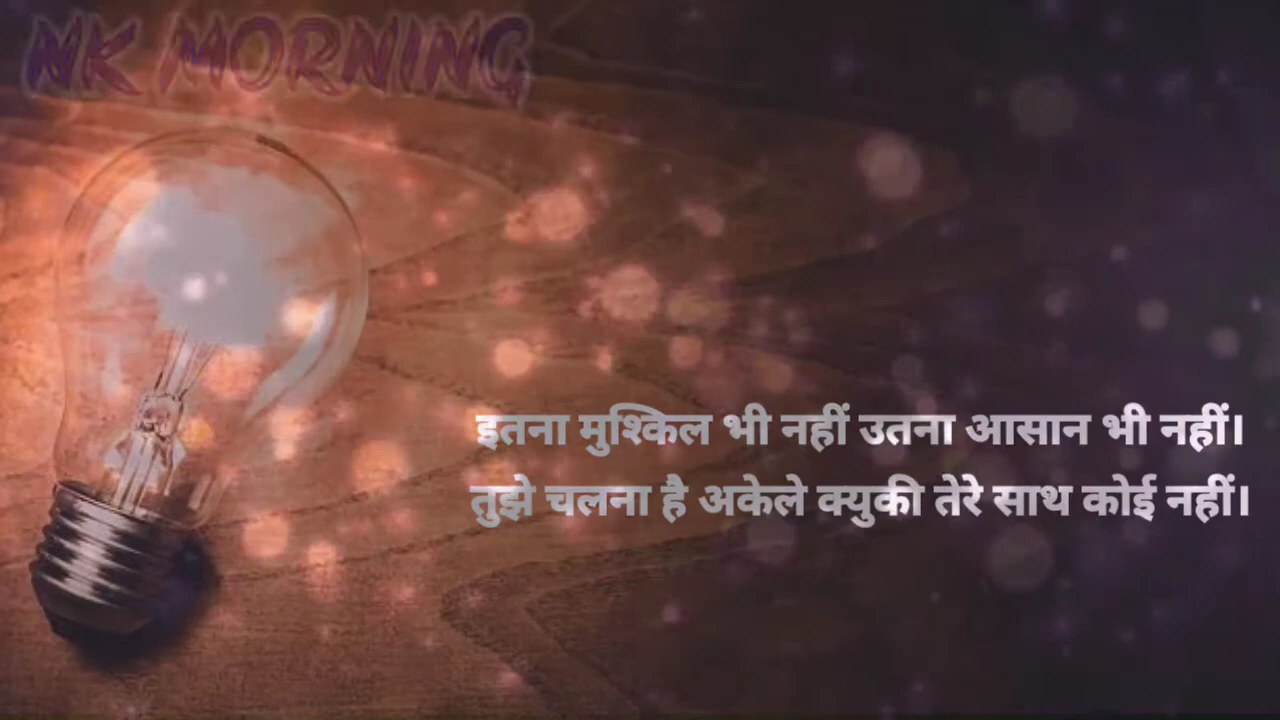 NK MORNING
इतना मुश्किल भी नहीं उतना आसान भी नहीं।
तुझे चलना है अकेले क्युकी तेरे साथ कोई नहीं।